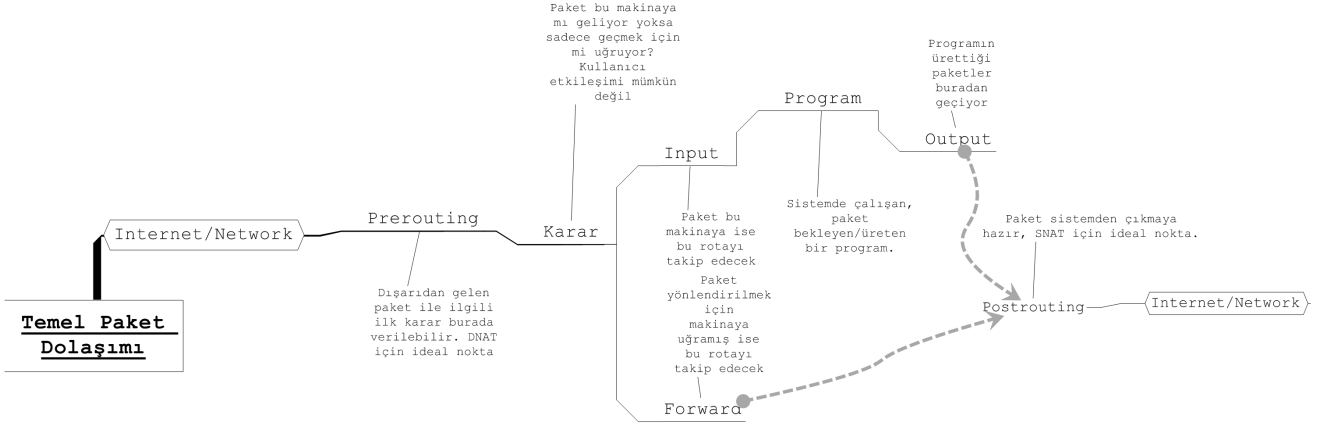 Temel Paket
Dolaşımı
Internet/Network
Prerouting
Dışarıdan gelen
paket ile ilgili
ilk karar burada
verilebilir. DNAT
için ideal nokta
Karar
Paket bu makinaya
mı geliyor yoksa
sadece geçmek için
mi uğruyor?
Kullanıcı
etkileşimi mümkün
değil
Input
Paket bu
makinaya ise
bu rotayı
takip edecek
Program
Sistemde çalışan,
paket
bekleyen/üreten
bir program.
Output
Programın
ürettiği
paketler
buradan
geçiyor
Forward
Paket
yönlendirilmek
için
makinaya
uğramış ise
bu rotayı
takip edecek
Postrouting
Paket sistemden çıkmaya
hazır, SNAT için ideal nokta.
Internet/Network